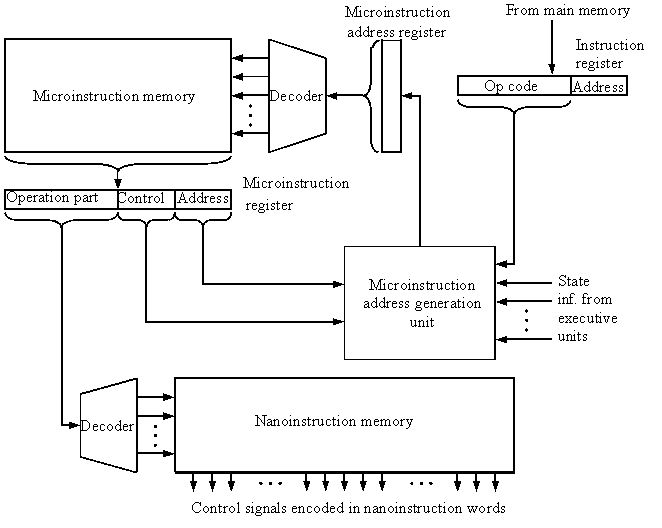 Microinstruction
address register
From main memory
Instruction
register
Op code
Address
Microinstruction memory
Decoder
Microinstruction
register
Operation part
Control
Address
Microinstruction
address generation
unit
State
inf. from
executive
units
Decoder
Nanoinstruction memory
Control signals encoded in nanoinstruction words